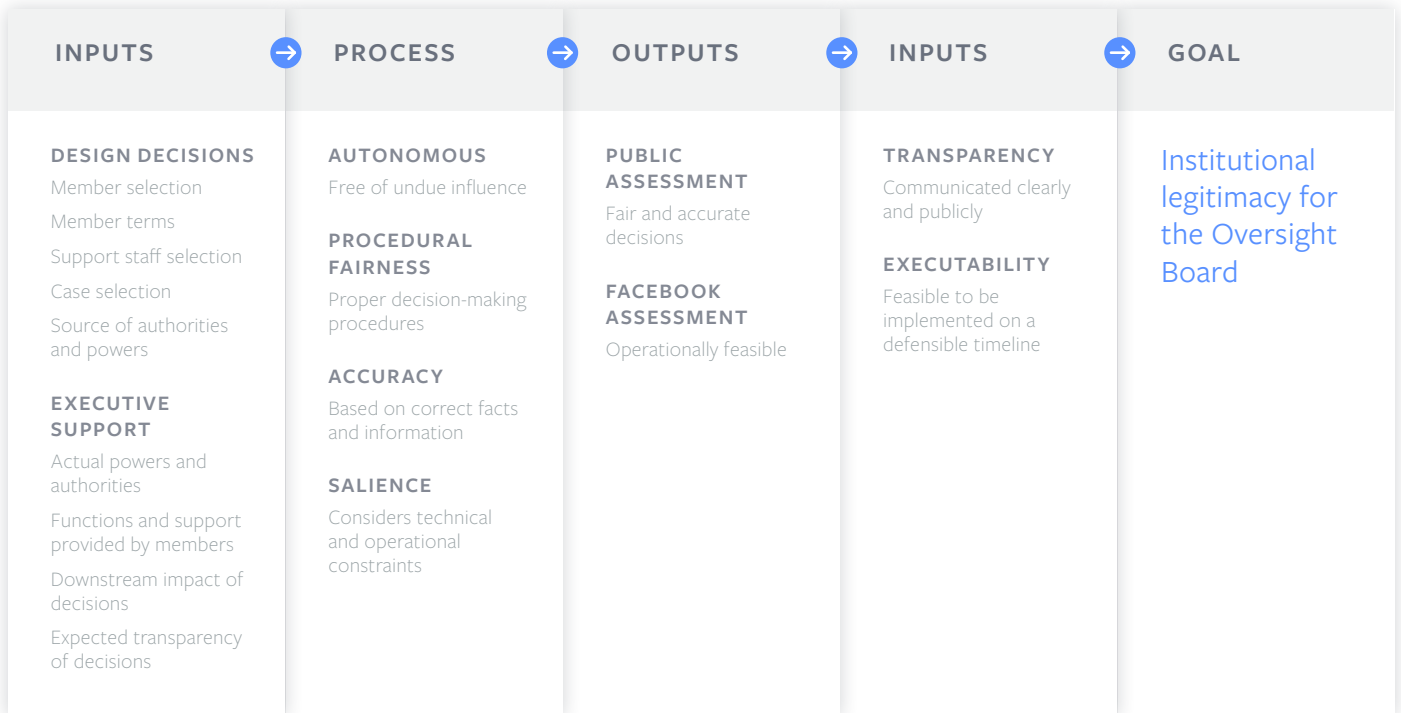 INPUTS
PROCESS
OUTPUTS
INPUTS
GOAL
DESIGN DECISIONS
Member selection
Member terms
Support staff selection
Case selection
Source of authorities
and powers
EXECUTIVE
SUPPORT
Actual powers and
authorities
Functions and support
provided by members
Downstream impact of
decisions
Expected transparency
of decisions
AUTONOMOUS
Free of undue influence
PROCEDURAL
FAIRNESS
Proper decision-making
procedures
ACCURACY
Based on correct facts
and information
SALIENCE
Considers technical
and operational
constraints
PUBLIC
ASSESSMENT
Fair and accurate
decisions
FACEBOOK
ASSESSMENT
Operationally feasible
TRANSPARENCY
Communicated clearly
and publicly
EXECUTABILITY
Feasible to be
implemented on a
defensible timeline
Institutional
legitimacy for
the Oversight
Board